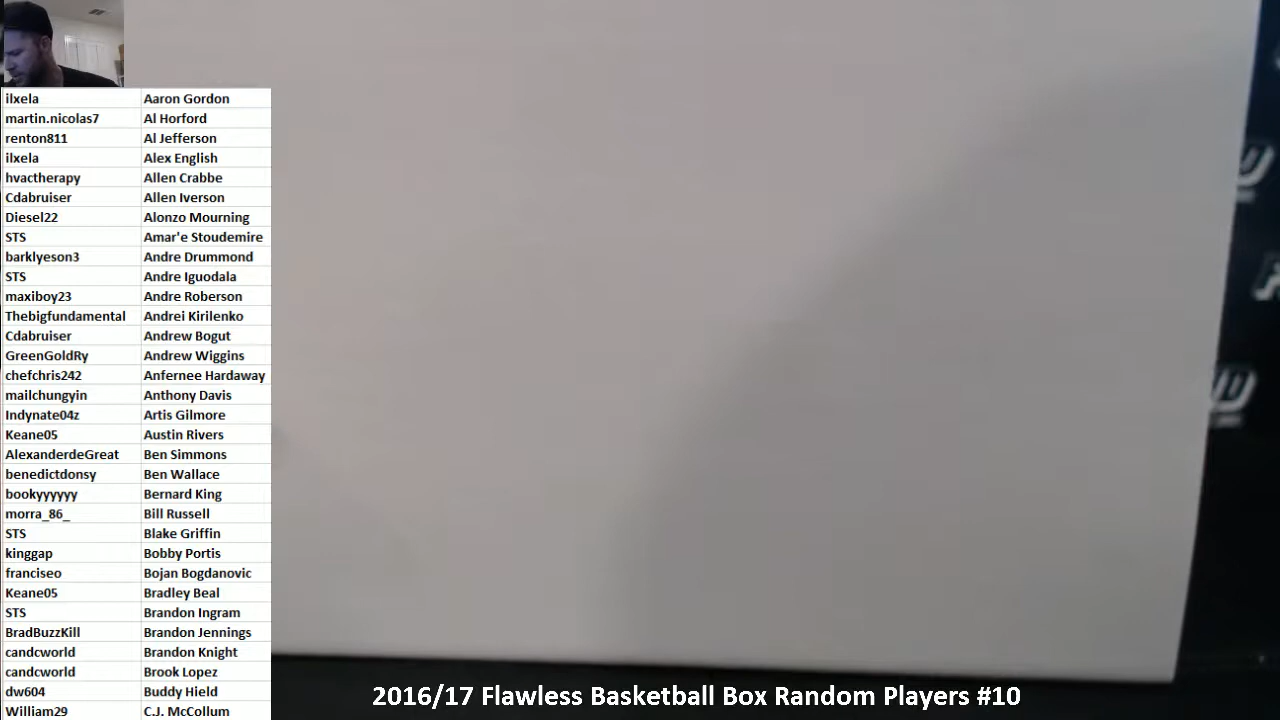 ilxela Aaron Gordon
martin.nicolas7 Al Horford
renton811 Al Jefferson
ilxela Alex English
hvactherapy Allen Crabbe
Cdabruiser Allen Iverson
Diesel22 Alonzo Mourning
STS Amar'e Stoudemire
barklyeson3 Andre Drummond
STS Andre Iguodala
maxiboy23 Andre Roberson
Thebigfundamental Andrei Kirilenko
Cdabruiser Andrew Bogut
GreenGoldRy Andrew Wiggins
chefchris242 Anfernee Hardaway
mailchungyin Anthony Davis
Indynate04z Artis Gilmore
Keane05 Austin Rivers
AlexanderdeGreat Ben Simmons
benedictdonsy Ben Wallace
bookyyyyyy Bernard King
morra_86_ Bill Russell
STS Blake Griffin
kinggap Bobby Portis
franciseo Bojan Bogdanovic
Keane05 Bradley Beal
STS Brandon Ingram
BradBuzzKill Brandon Jennings
candcworld Brandon Knight
candcworld Brook Lopez
dw604 Buddy Hield
William29 C.J. McCollum
2016/17 Flawless Basketball Box Random Players #10